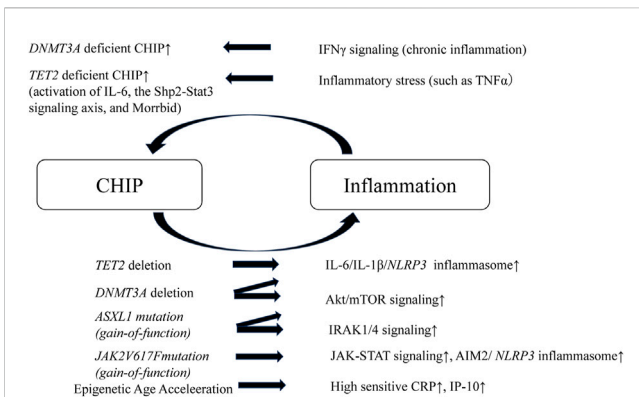 DNMT3A deficient CHIP↑
IFNγ signaling (chronic inflammation)
TET2 deficient CHIP↑
(activation of IL-6, the Shp2-Stat3
signaling axis, and Morrbid)
Inflammatory stress (such as TNFα)
CHIP
Inflammation
TET2 deletion
IL-6/IL-1β/NLRP3 inflammasome↑
DNMT3A deletion
Akt/mTOR signaling↑
ASXL1 mutation
(gain-of-function)
IRAK1/4 signaling↑
JAK2V617Fmutation
(gain-of-function)
JAK-STAT signaling↑, AIM2/ NLRP3 inflammasome↑
Epigenetic Age Acceleeration
High sensitive CRP↑, IP-10↑